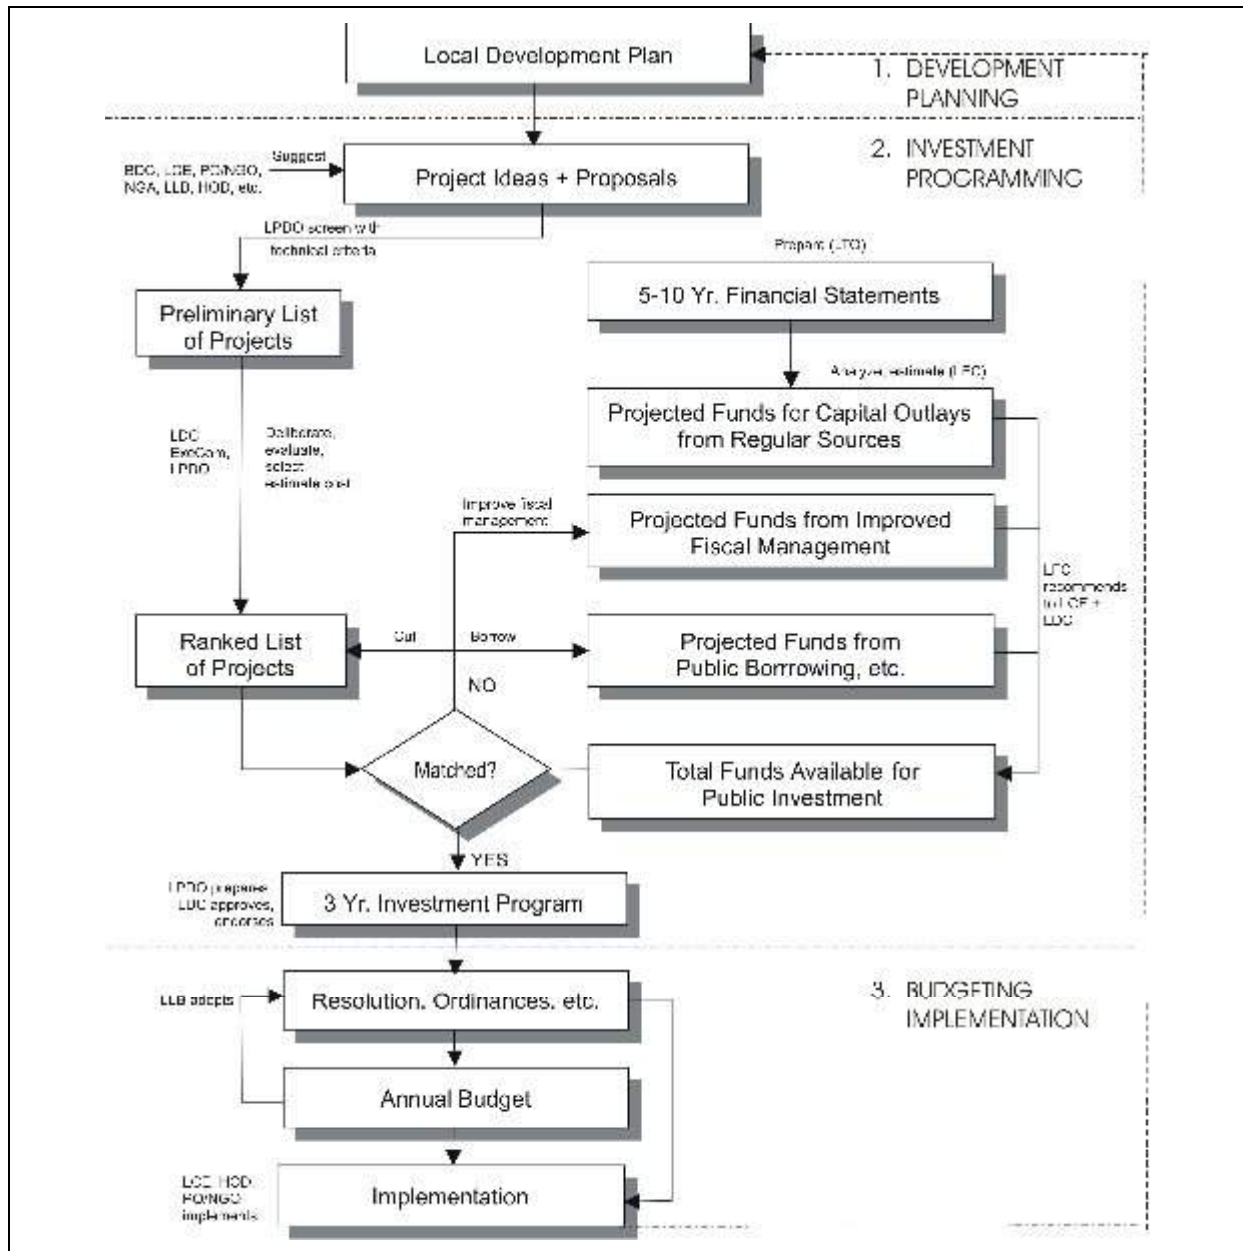 Local Development Plan
1. DEVELOPMENT
PLANNING
2. INVESTMENT
PROGRAMMING
Suggest
BDC, LCE, PO/NGO,
NGA, LLB, HOD, etc.
Project Ideas + Proposals
LPDO screen with
technical criteria
Prepare (LTO)
5-10 Yr. Financial Statements
Preliminary List
of Projects
Analyze, estimate (LFC)
Projected Funds for Capital Outlays
from Regular Sources
LDC
ExeCom,
LPDO
Deliberate,
evaluate,
select
estimate cost
Improve fiscal
management
Projected Funds from Improved
Fiscal Management
LFC
recommends
to LCE +
LDC
Ranked List
of Projects
Cut
Borrow
Projected Funds from
Public Borrrowing, etc.
NO
Matched?
Total Funds Available for
Public Investment
YES
LPDO prepares
LDC approves,
endorses
3 Yr. Investment Program
LLB adopts
Resolution. Ordinances. etc.
3. BUDGETING
IMPLEMENTATION
Annual Budget
LCE, HOD,
PO/NGO
implements
Implementation